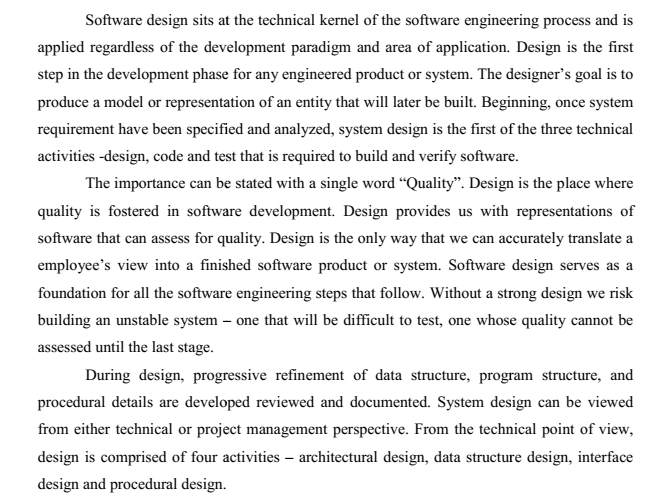 Software design sits at the technical kernel of the software engineering process and is
applied regardless of the development paradigm and area of application. Design is the first
step in the development phase for any engineered product or system. The designer’s goal is to
produce a model or representation of an entity that will later be built. Beginning, once system
requirement have been specified and analyzed, system design is the first of the three technical
activities -design, code and test that is required to build and verify software.
The importance can be stated with a single word “Quality”. Design is the place where
quality is fostered in software development. Design provides us with representations of
software that can assess for quality. Design is the only way that we can accurately translate a
employee’s view into a finished software product or system. Software design serves as a
foundation for all the software engineering steps that follow. Without a strong design we risk
building an unstable system – one that will be difficult to test, one whose quality cannot be
assessed until the last stage.
During design, progressive refinement of data structure, program structure, and
procedural details are developed reviewed and documented. System design can be viewed
from either technical or project management perspective. From the technical point of view,
design is comprised of four activities – architectural design, data structure design, interface
design and procedural design.